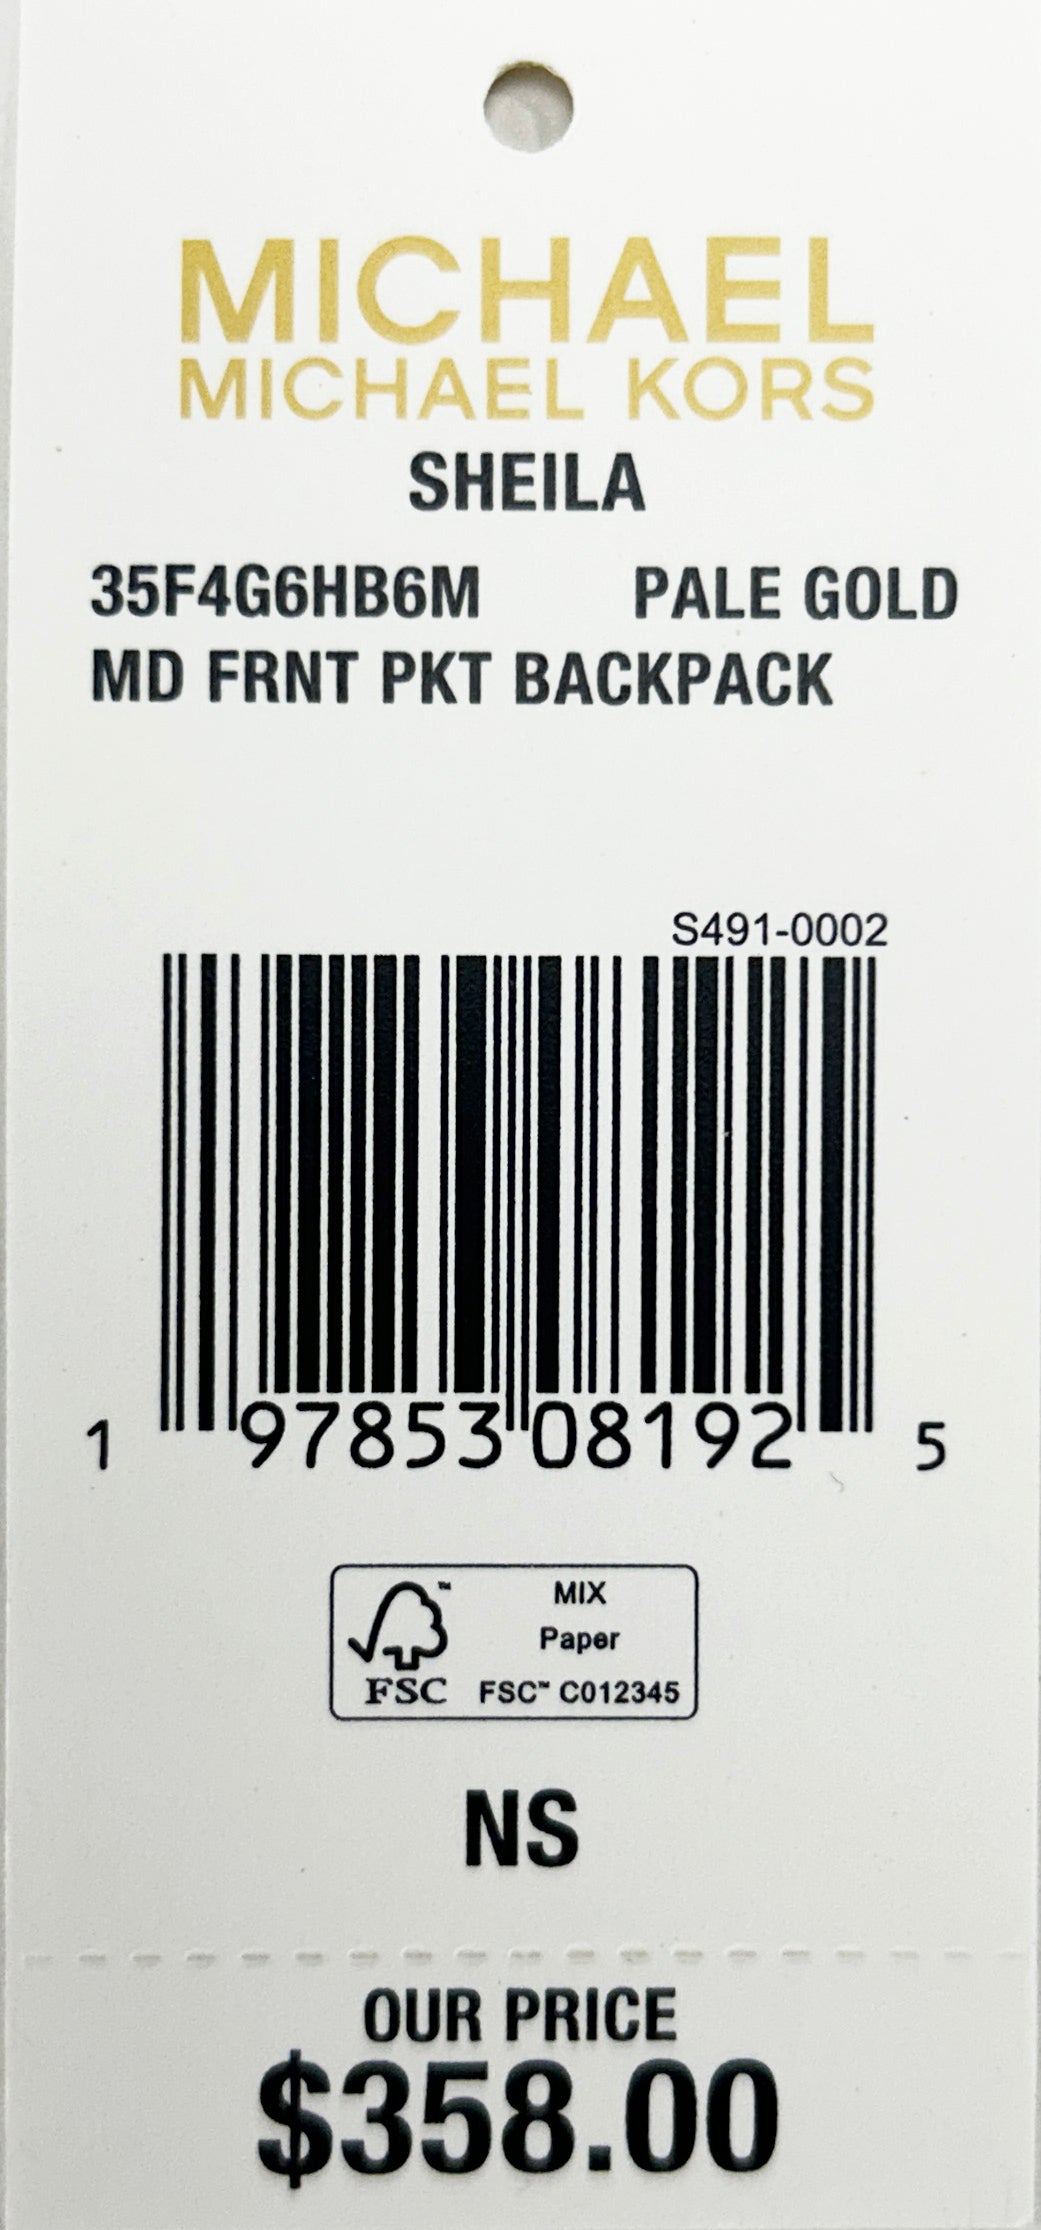 MICHAEL
MICHAEL KORS
SHEILA
35F4G6HB6M PALE GOLD
MD FRNT PKT BACKPACK
S491-0002
1 97853 08192 5
MIX
Paper
FSC FSC™ C012345
NS
OUR PRICE
$358.00